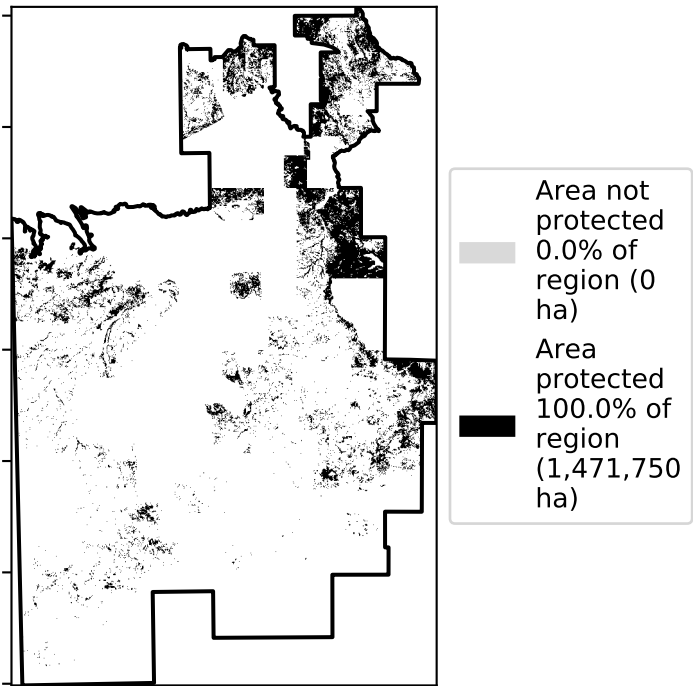 Area not
protected
0.0% of
region (0
ha)
Area
protected
100.0% of
region
(1,471,750
ha)